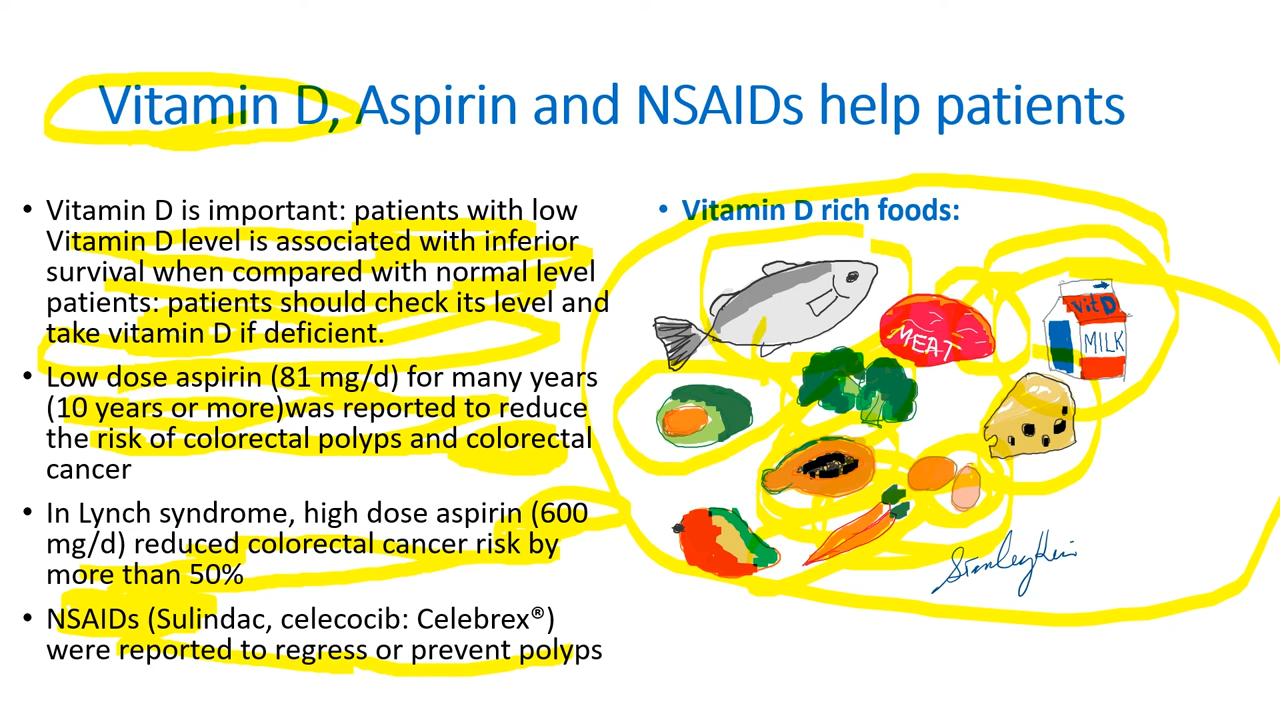 Vitamin D, Aspirin and NSAIDs help patients
• Vitamin D is important: patients with low
Vitamin D level is associated with inferior
survival when compared with normal level
patients: patients should check its level and
take vitamin D if deficient.
• Low dose aspirin (81 mg/d) for many years
(10 years or more)was reported to reduce
the risk of colorectal polyps and colorectal
cancer
• In Lynch syndrome, high dose aspirin (600
mg/d) reduced colorectal cancer risk by
more than 50%
• NSAIDs (Sulindac, celecocib: Celebrex®)
were reported to regress or prevent polyps
• Vitamin D rich foods:
MEAT
Vit D
MILK